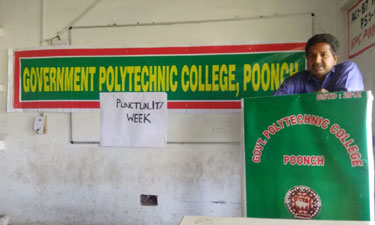 GOVERNMENT POLYTECHNIC COLLEGE, POONCH
PUNCTUALITY
WEEK
GOVT. POLYTECHNIC COLLEGE
POONCH